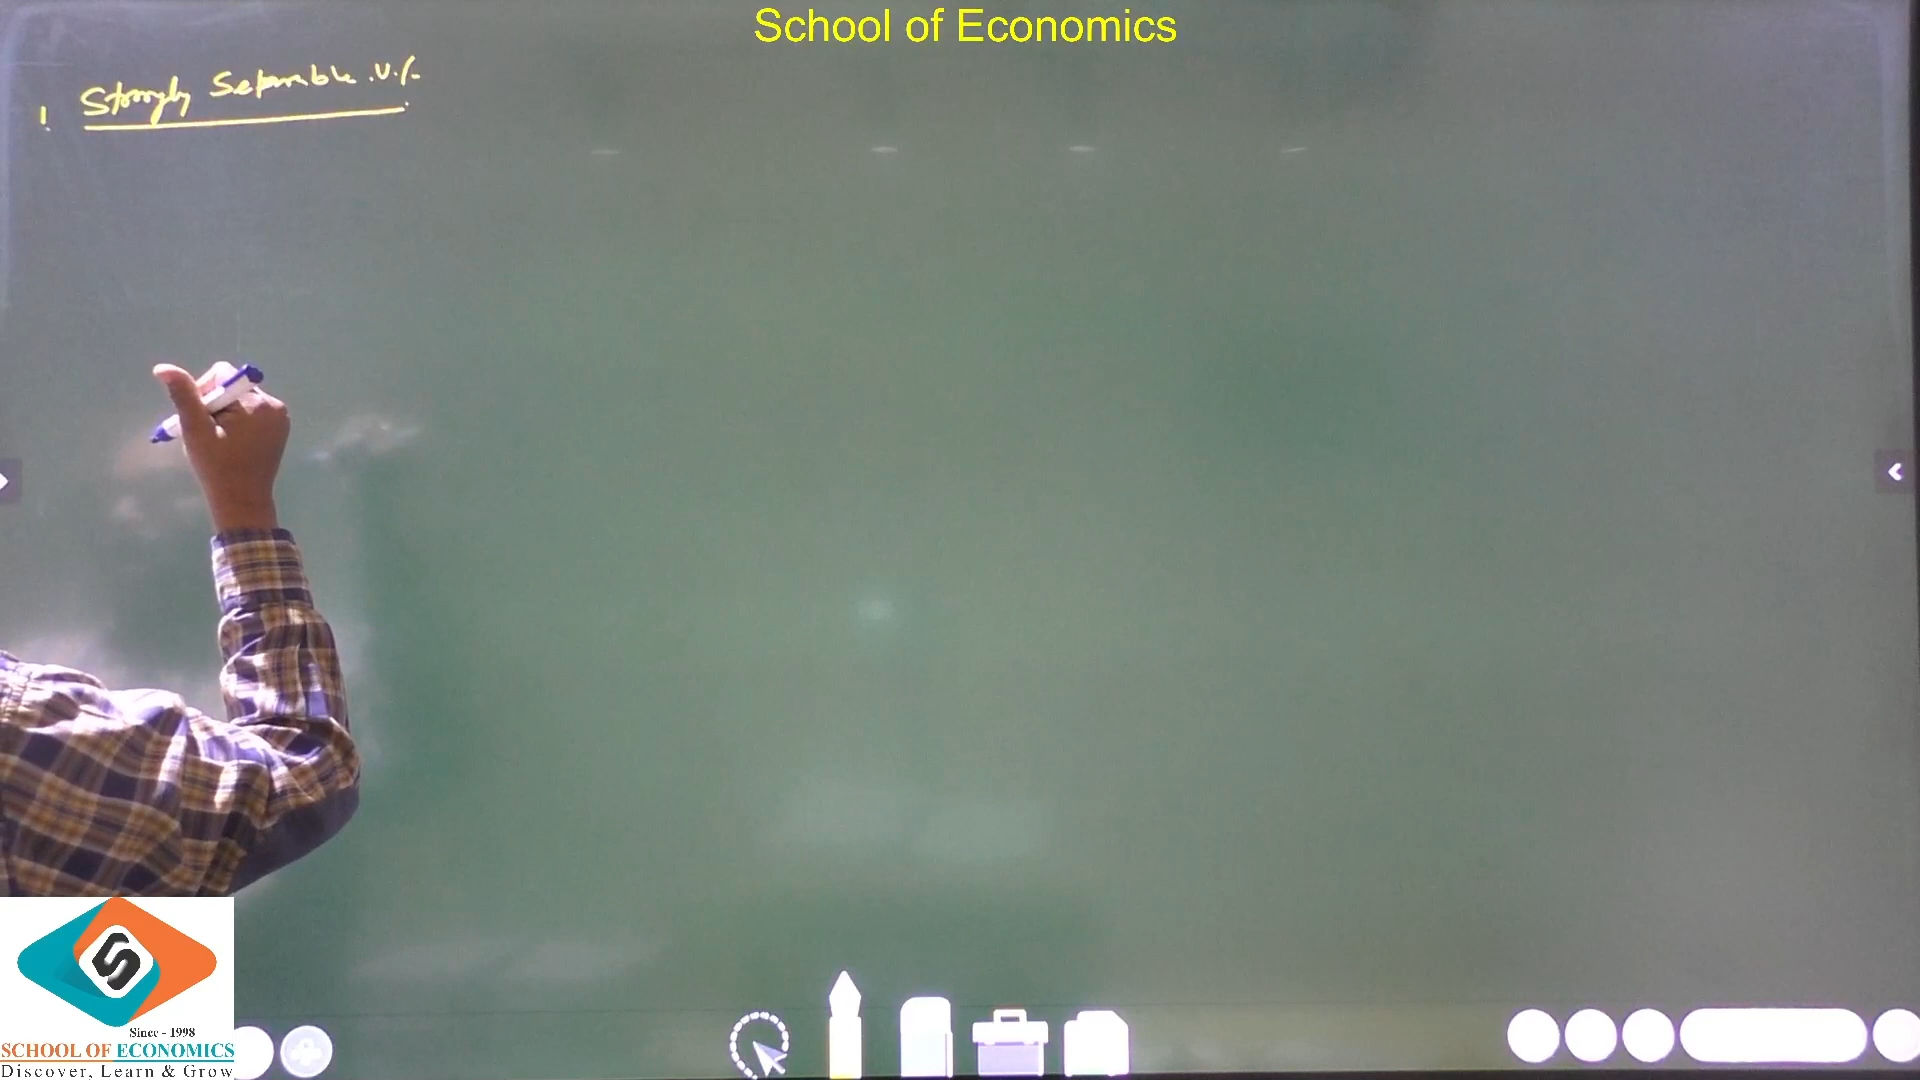 School of Economics
1. Strongly Separable U.f.
Since - 1998
SCHOOL OF ECONOMICS
Discover, Learn & Grow